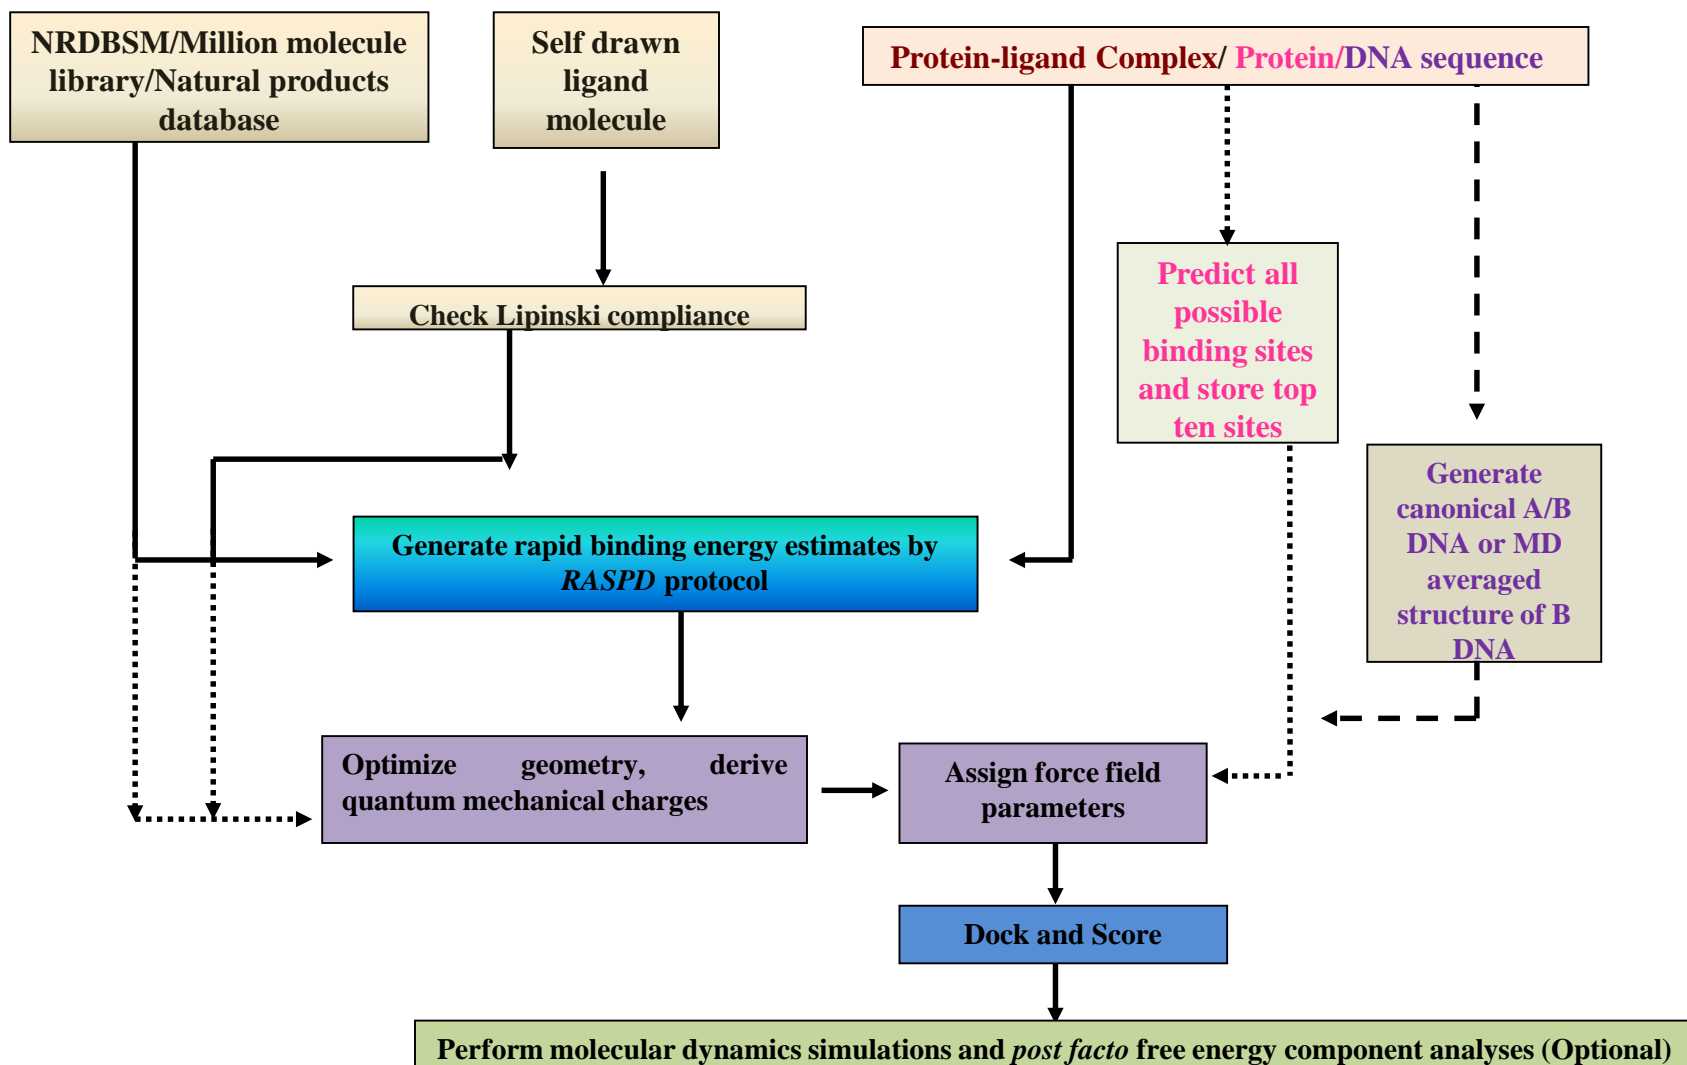 NRDBSM/Million molecule
library/Natural products
database
Self drawn
ligand
molecule
Protein-ligand Complex/ Protein/DNA sequence
Predict all
possible
binding sites
and store top
ten sites
Check Lipinski compliance
Generate
canonical A/B
DNA or MD
averaged
structure of B
DNA
Generate rapid binding energy estimates by
RASPD protocol
Optimize geometry, derive
quantum mechanical charges
Assign force field
parameters
Dock and Score
Perform molecular dynamics simulations and post facto free energy component analyses (Optional)